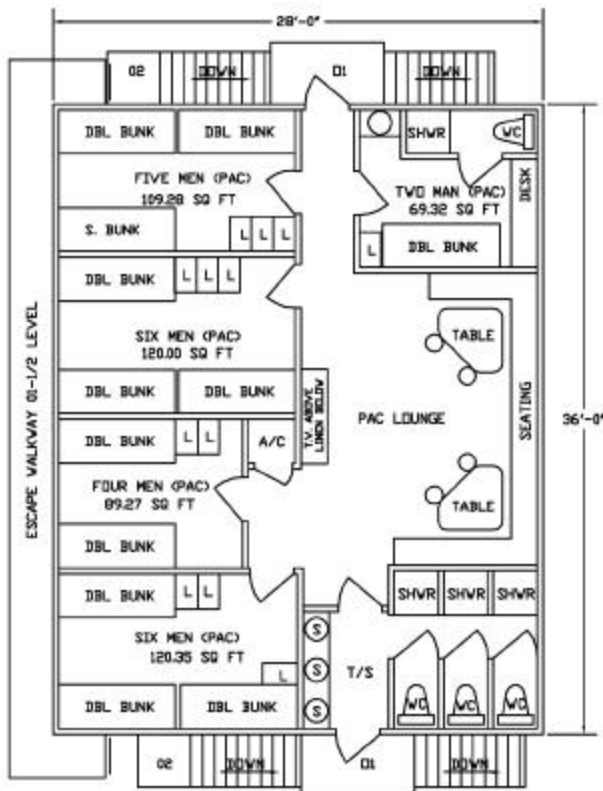 28'-0"
02
DOWN
01
DOWN
DBL BUNK
DBL BUNK
SHWR
WC
FIVE MEN (PAC)
109.28 SQ FT
TWO MAN (PAC)
69.32 SQ FT
DESK
S. BUNK
L L L
L
DBL BUNK
DBL BUNK
L L L
ESCAPE WALKWAY 01-1/2 LEVEL
SIX MEN (PAC)
120.00 SQ FT
TABLE
DBL BUNK
DBL BUNK
T.V. ABOVE
LINEN BELOW
PAC LOUNGE
SEATING
36'-0"
DBL BUNK
L L
A/C
FOUR MEN (PAC)
89.27 SQ FT
TABLE
DBL BUNK
DBL BUNK
L L
SHWR
SHWR
SHWR
SIX MEN (PAC)
120.35 SQ FT
S
L
S
T/S
DBL BUNK
DBL BUNK
S
WC
WC
WC
02
DOWN
01
DOWN